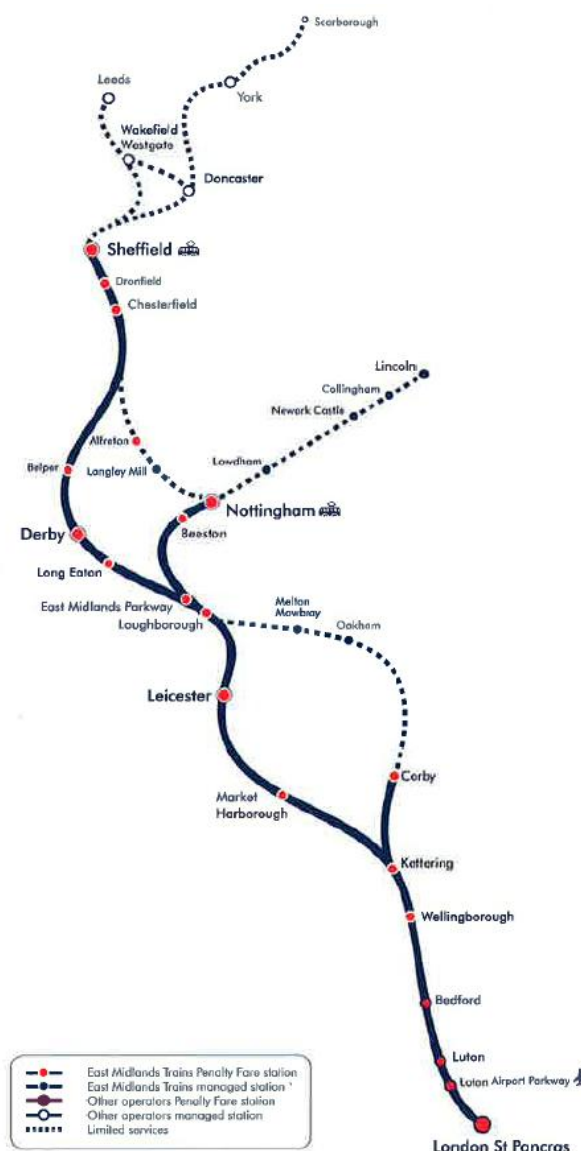 Scarborough
Leeds
York
Wakefield
Westgate
Doncaster
Sheffield
Dronfield
Chesterfield
Lincoln
Collingham
Newark Castle
Alfreton
Belper
Langley Mill
Lowdham
Nottingham
Beeston
Derby
Long Eaton
East Midlands Parkway
Loughborough
Melton
Mowbray
Oakham
Leicester
Corby
Market
Harborough
Kettering
Wellingborough
Bedford
Luton
Luton Airport Parkway
London St Pancras
East Midlands Trains Penalty Fare station
East Midlands Trains managed station
Other operators Penalty Fare station
Other operators managed station
Limited services